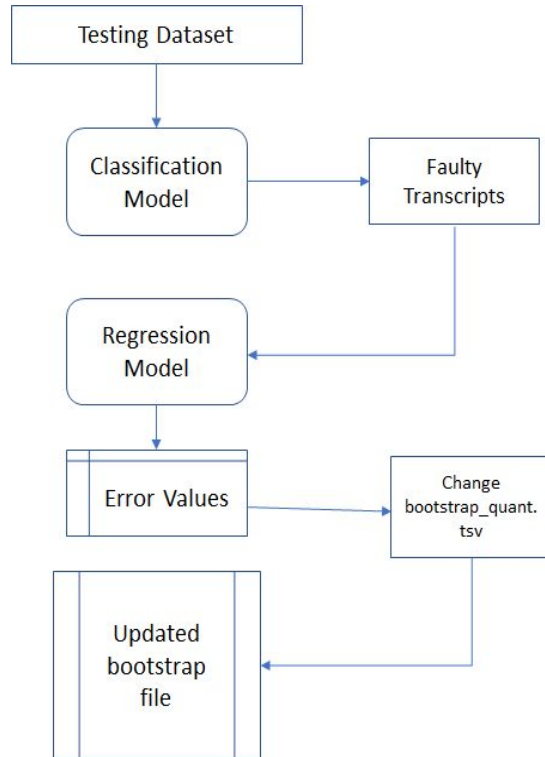 Testing Dataset
Classification
Model
Faulty
Transcripts
Regression
Model
Error Values
Change
bootstrap_quant.
tsv
Updated
bootstrap
file